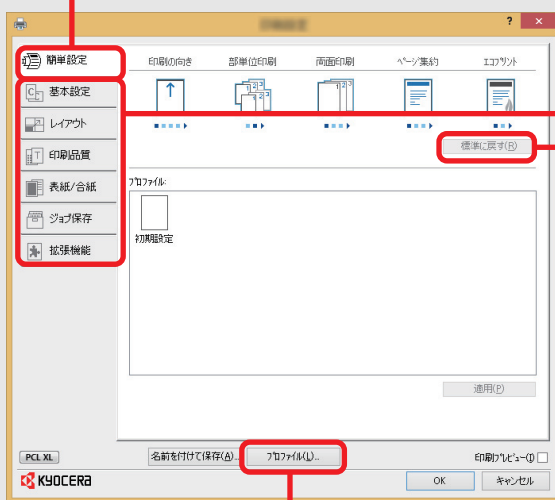 ?
×
簡単設定
基本設定
レイアウト
印刷品質
表紙/合紙
ジョブ保存
拡張機能
印刷の向き 部単位印刷 両面印刷 ページ集約 エコプリント
標準に戻す(R)
プロファイル:
初期設定
適用(P)
PCL XL
名前を付けて保存(A)...
プロファイル(L)...
印刷プレビュー(I)
KYOCERA
OK
キャンセル